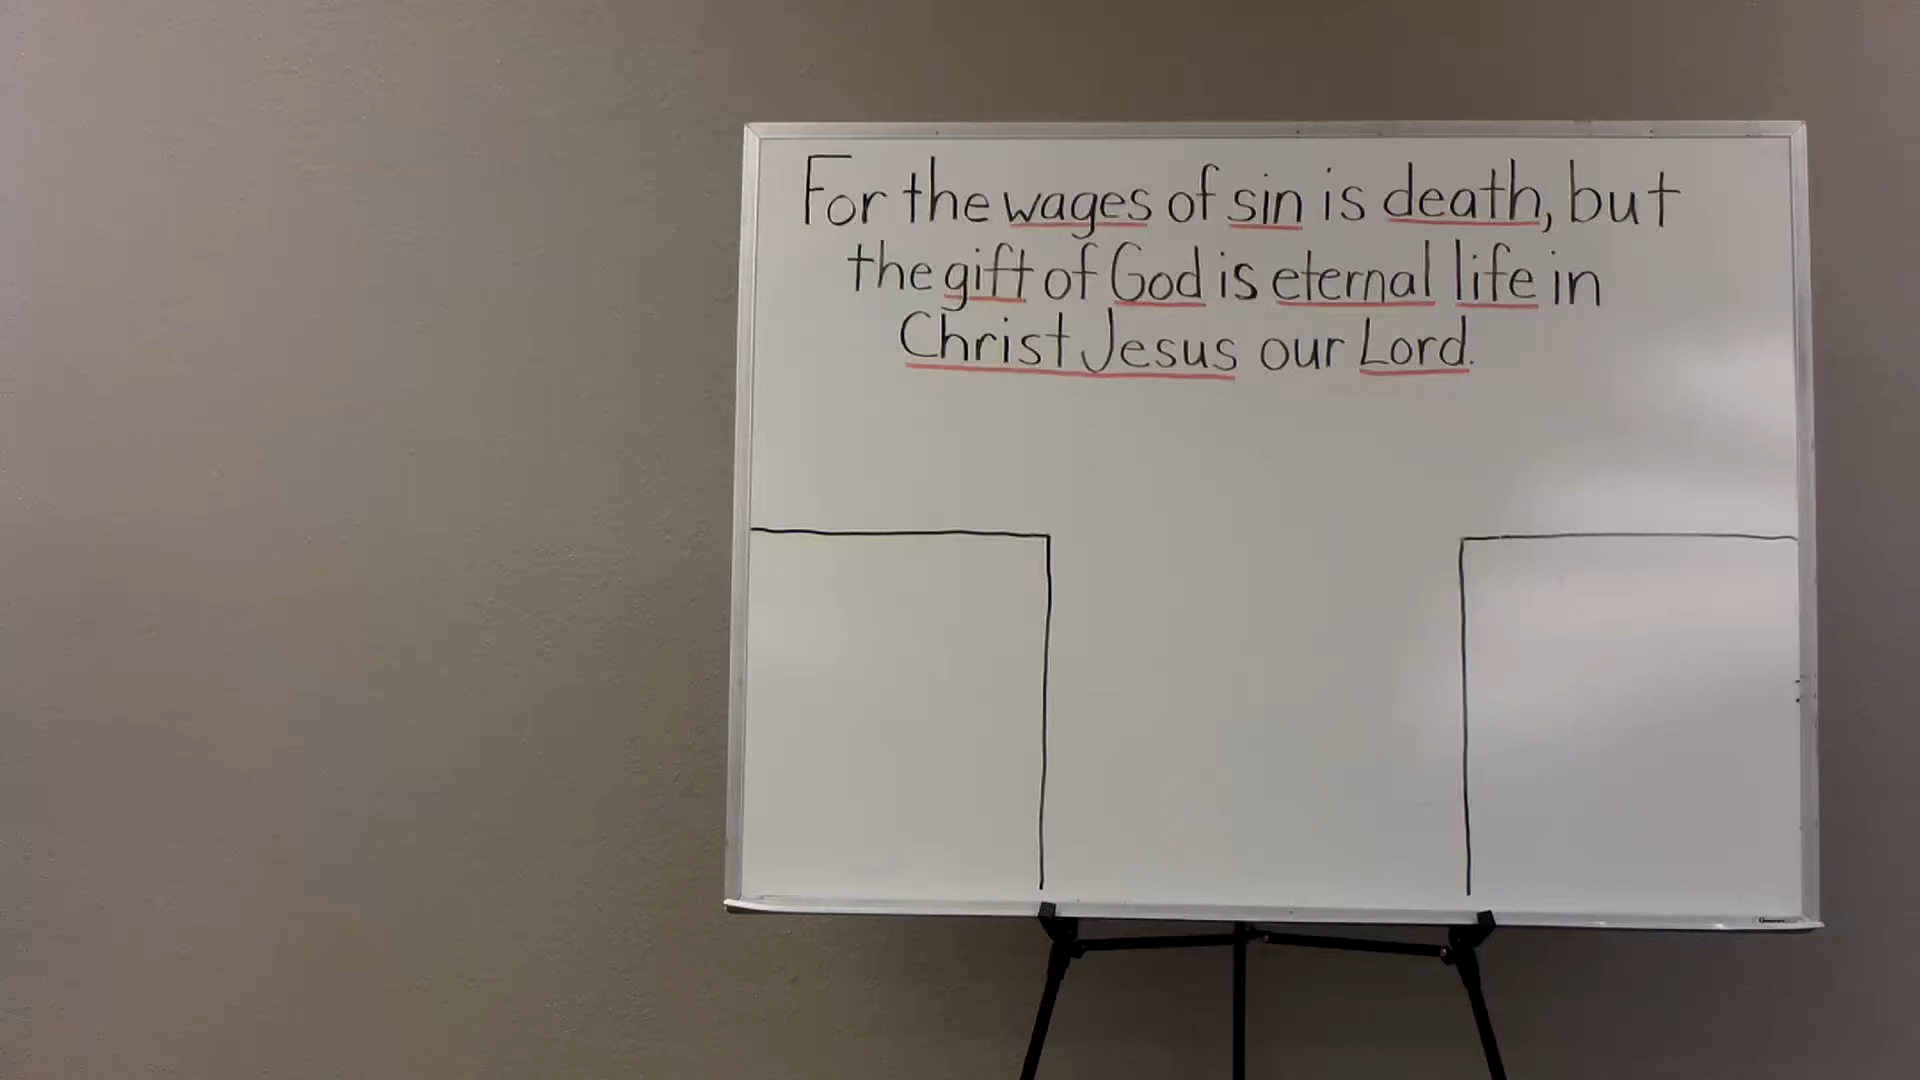 For the wages of sin is death, but
the gift of God is eternal life in
Christ Jesus our Lord.